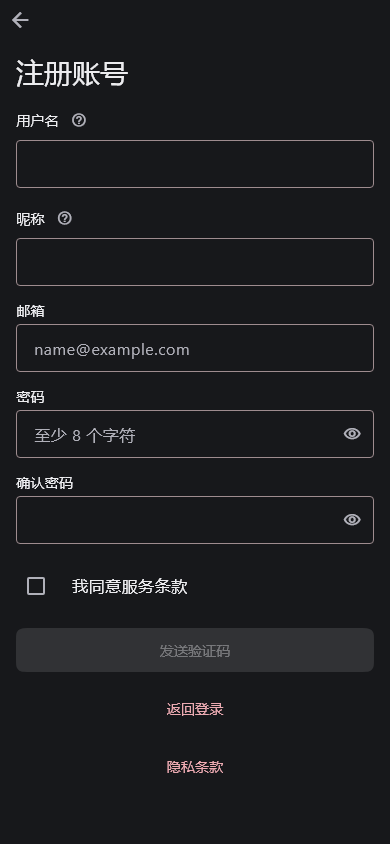 注册账号
用户名
昵称
邮箱
name@example.com
密码
至少 8 个字符
确认密码
我同意服务条款
发送验证码
返回登录
隐私条款